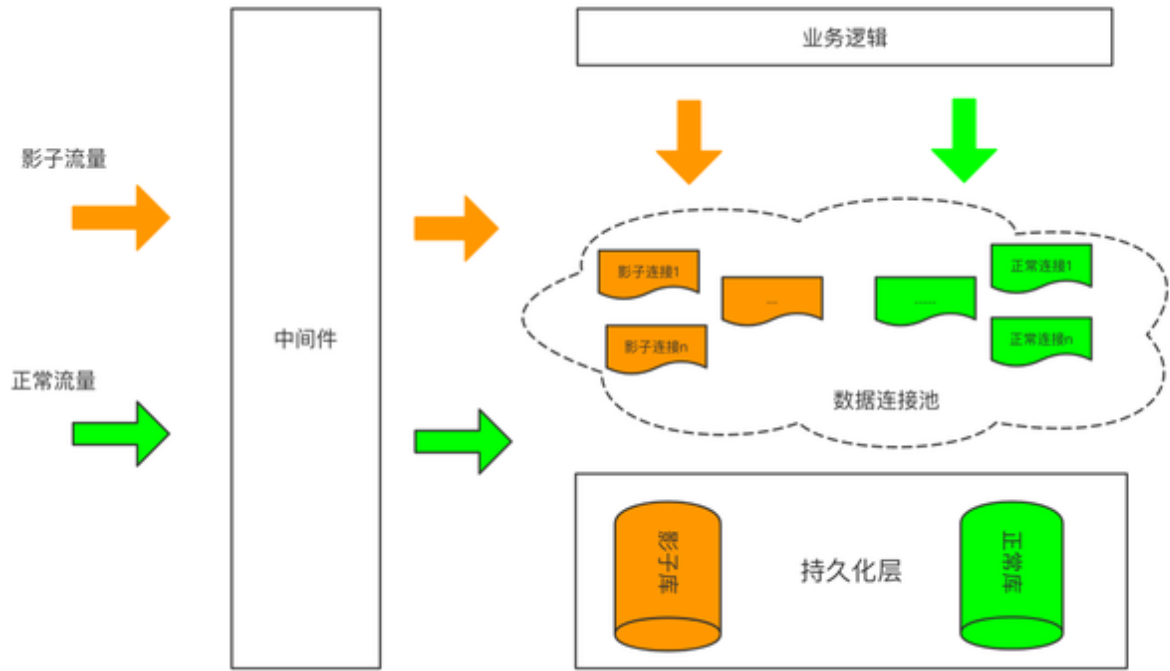 业务逻辑
影子流量
影子连接1
正常连接1
...
......
影子连接n
正常连接n
中间件
正常流量
数据连接池
影子库
持久化层
正常库